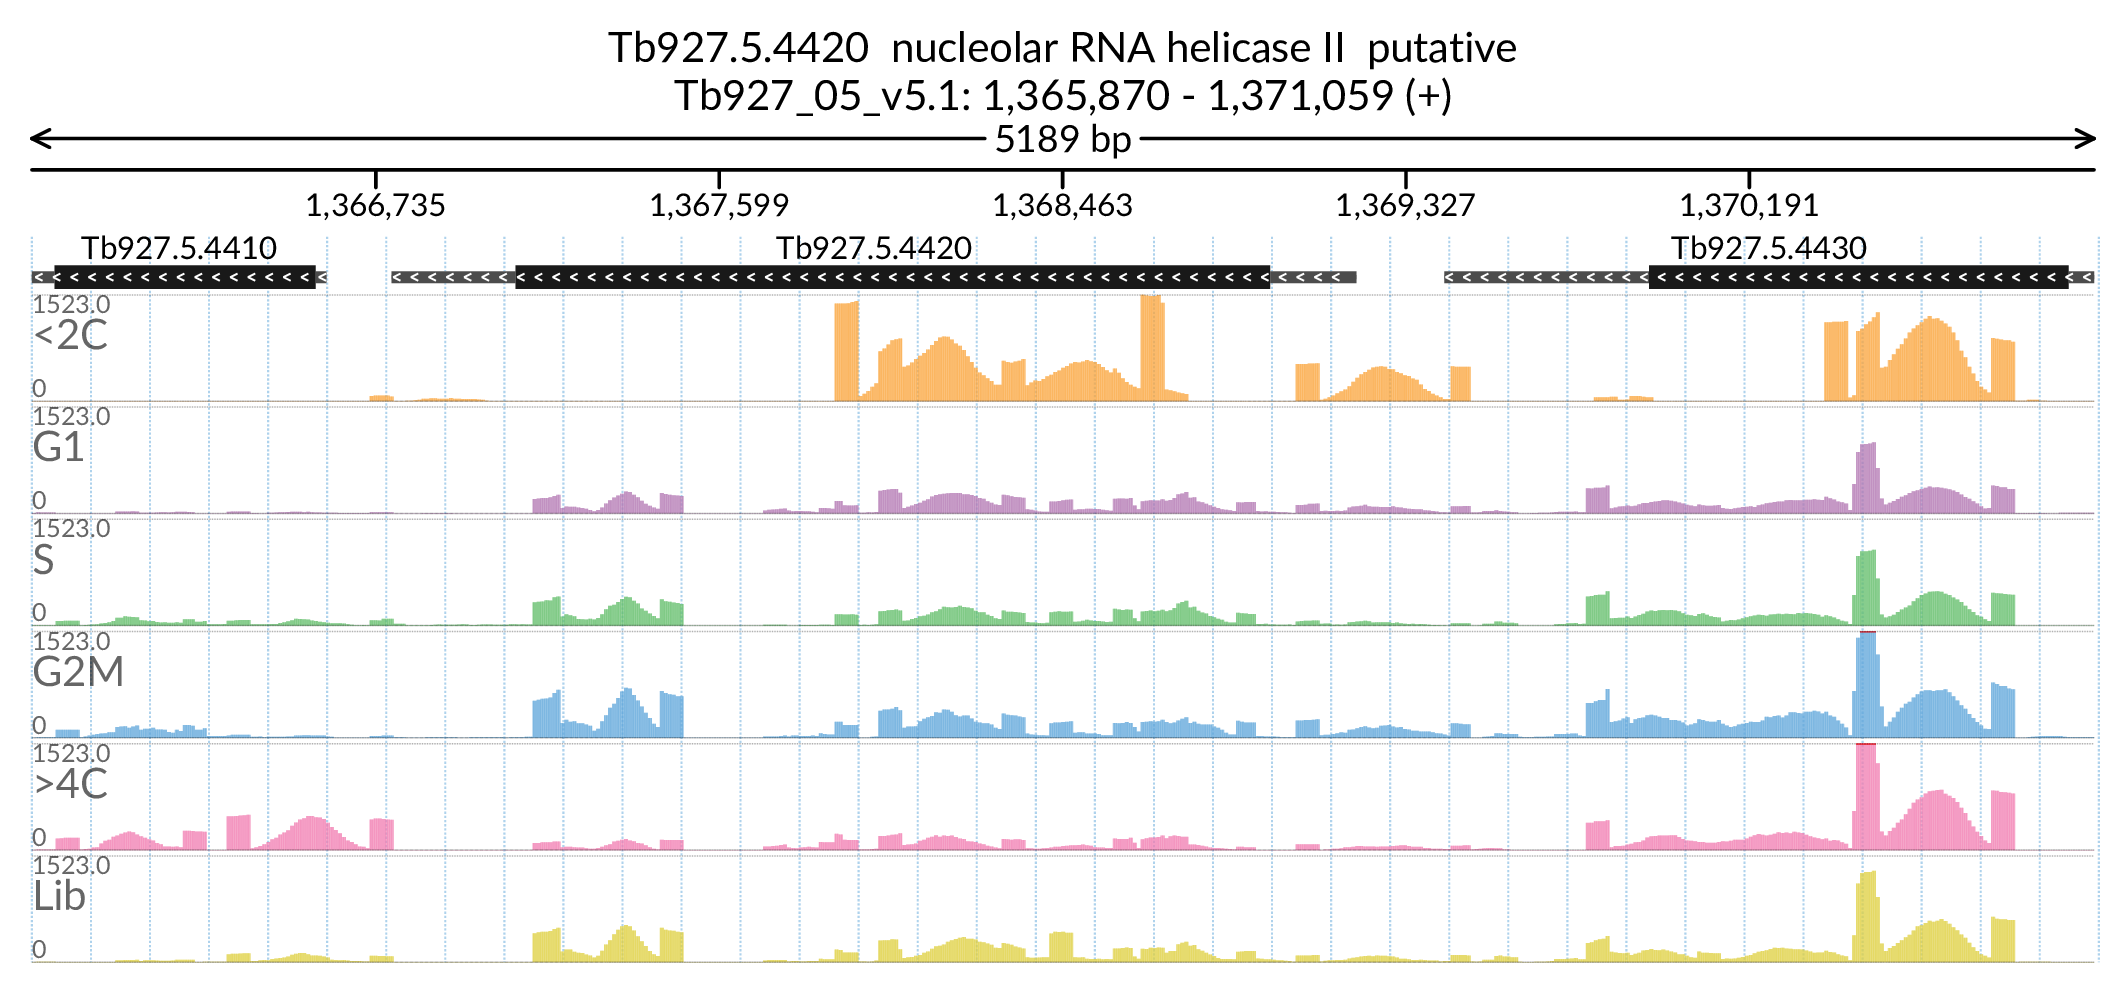 Tb927.5.4420 nucleolar RNA helicase II putative
Tb927_05_v5.1: 1,365,870 - 1,371,059 (+)
5189 bp
1,366,735 1,367,599 1,368,463 1,369,327 1,370,191
Tb927.5.4410 Tb927.5.4420 Tb927.5.4430
1523.0
<2C
0
1523.0
G1
0
1523.0
S
0
1523.0
G2M
0
1523.0
>4C
0
1523.0
Lib
0